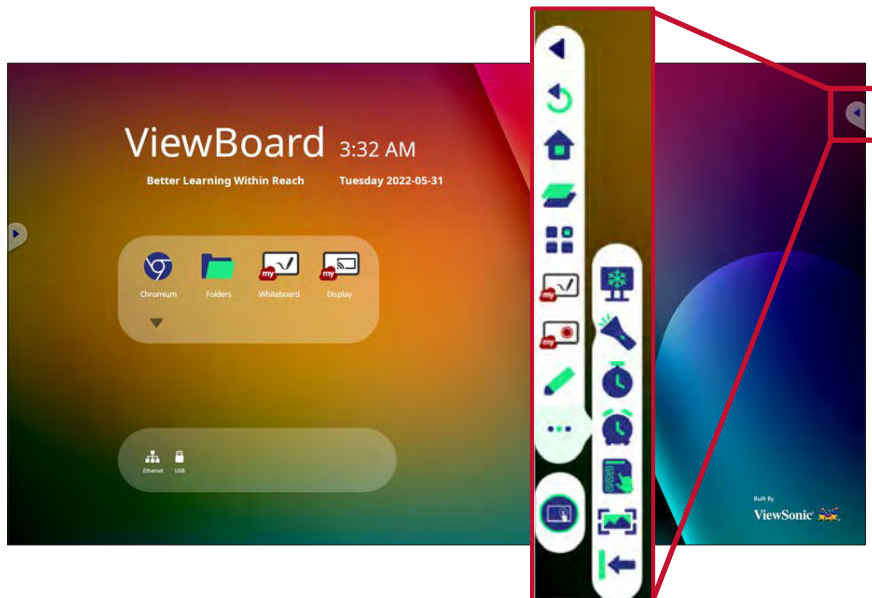 ViewBoard 3:32 AM
Better Learning Within Reach Tuesday 2022-05-31
Chromium Folders Whiteboard Display
my my
Ethernet USB
my
my
Built By
ViewSonic